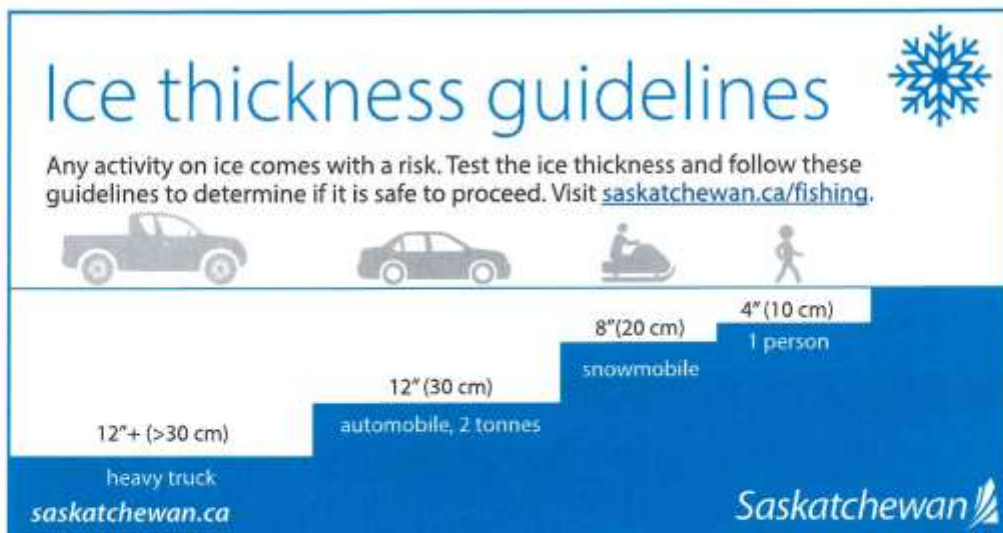 Ice thickness guidelines
Any activity on ice comes with a risk. Test the ice thickness and follow these
guidelines to determine if it is safe to proceed. Visit saskatchewan.ca/fishing.
4″(10 cm)
1 person
8″(20 cm)
snowmobile
12″(30 cm)
automobile, 2 tonnes
12″+ (>30 cm)
heavy truck
saskatchewan.ca
Saskatchewan